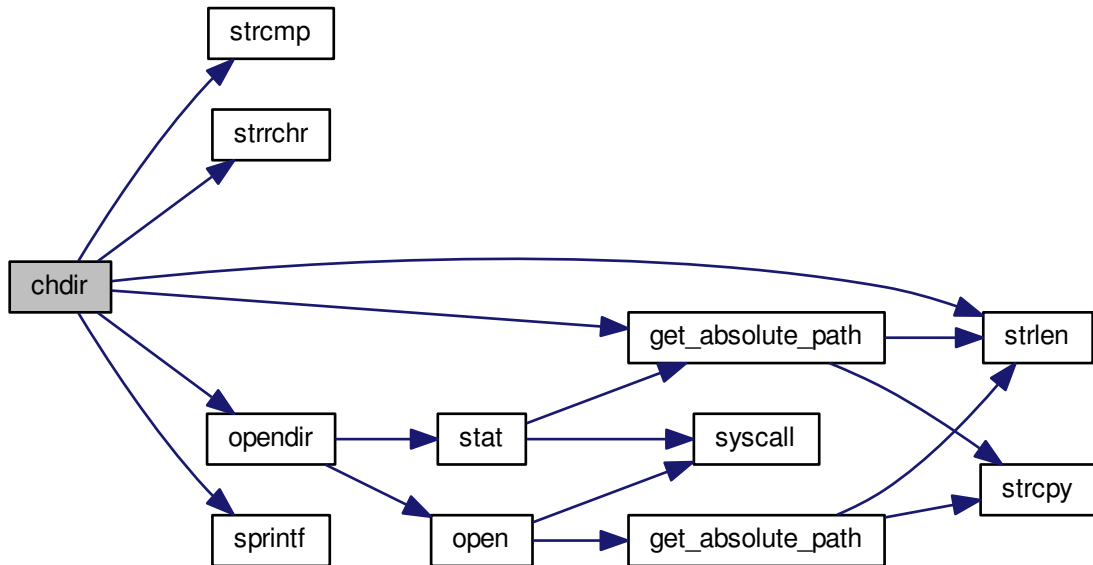 strcmp
strrchr
chdir
get_absolute_path
strlen
opendir
stat
syscall
strcpy
sprintf
open
get_absolute_path